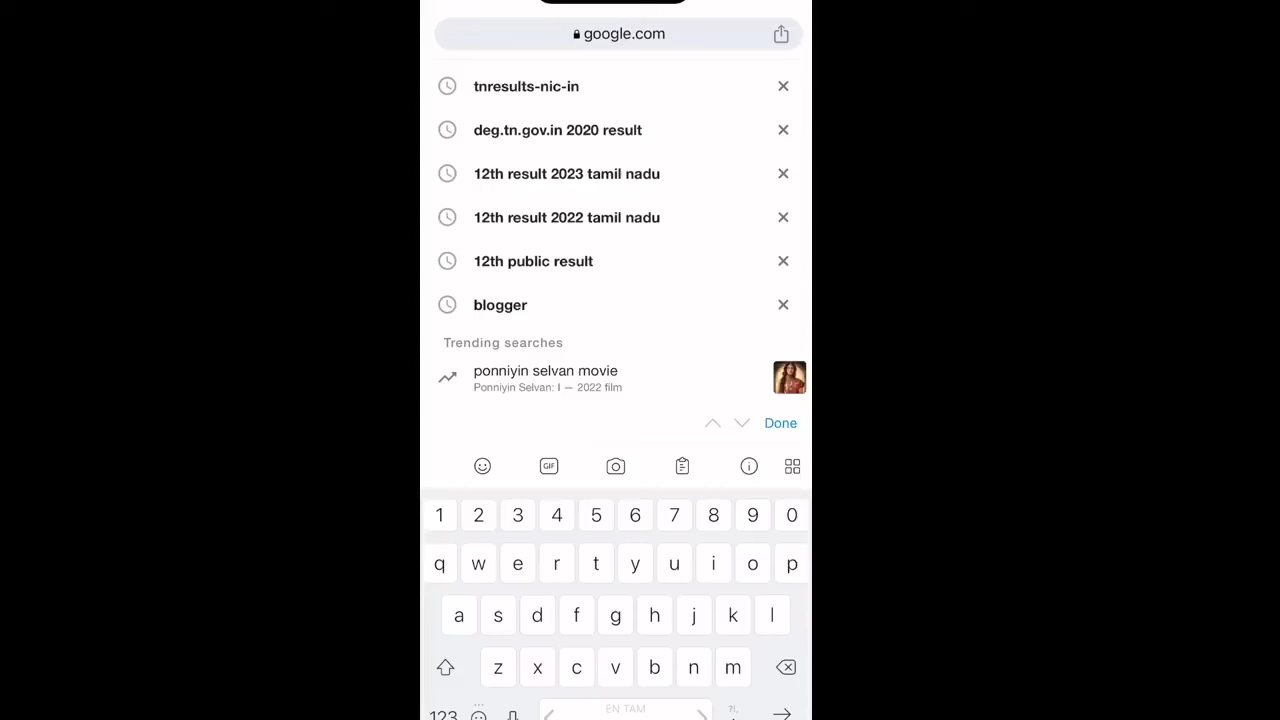 google.com
tnresults-nic-in
deg.tn.gov.in 2020 result
12th result 2023 tamil nadu
12th result 2022 tamil nadu
12th public result
blogger
Trending searches
ponniyin selvan movie
Ponniyin Selvan: I — 2022 film
Done
GIF
1 2 3 4 5 6 7 8 9 0
q w e r t y u i o p
a s d f g h j k l
z x c v b n m
123 EN TAM ?!,